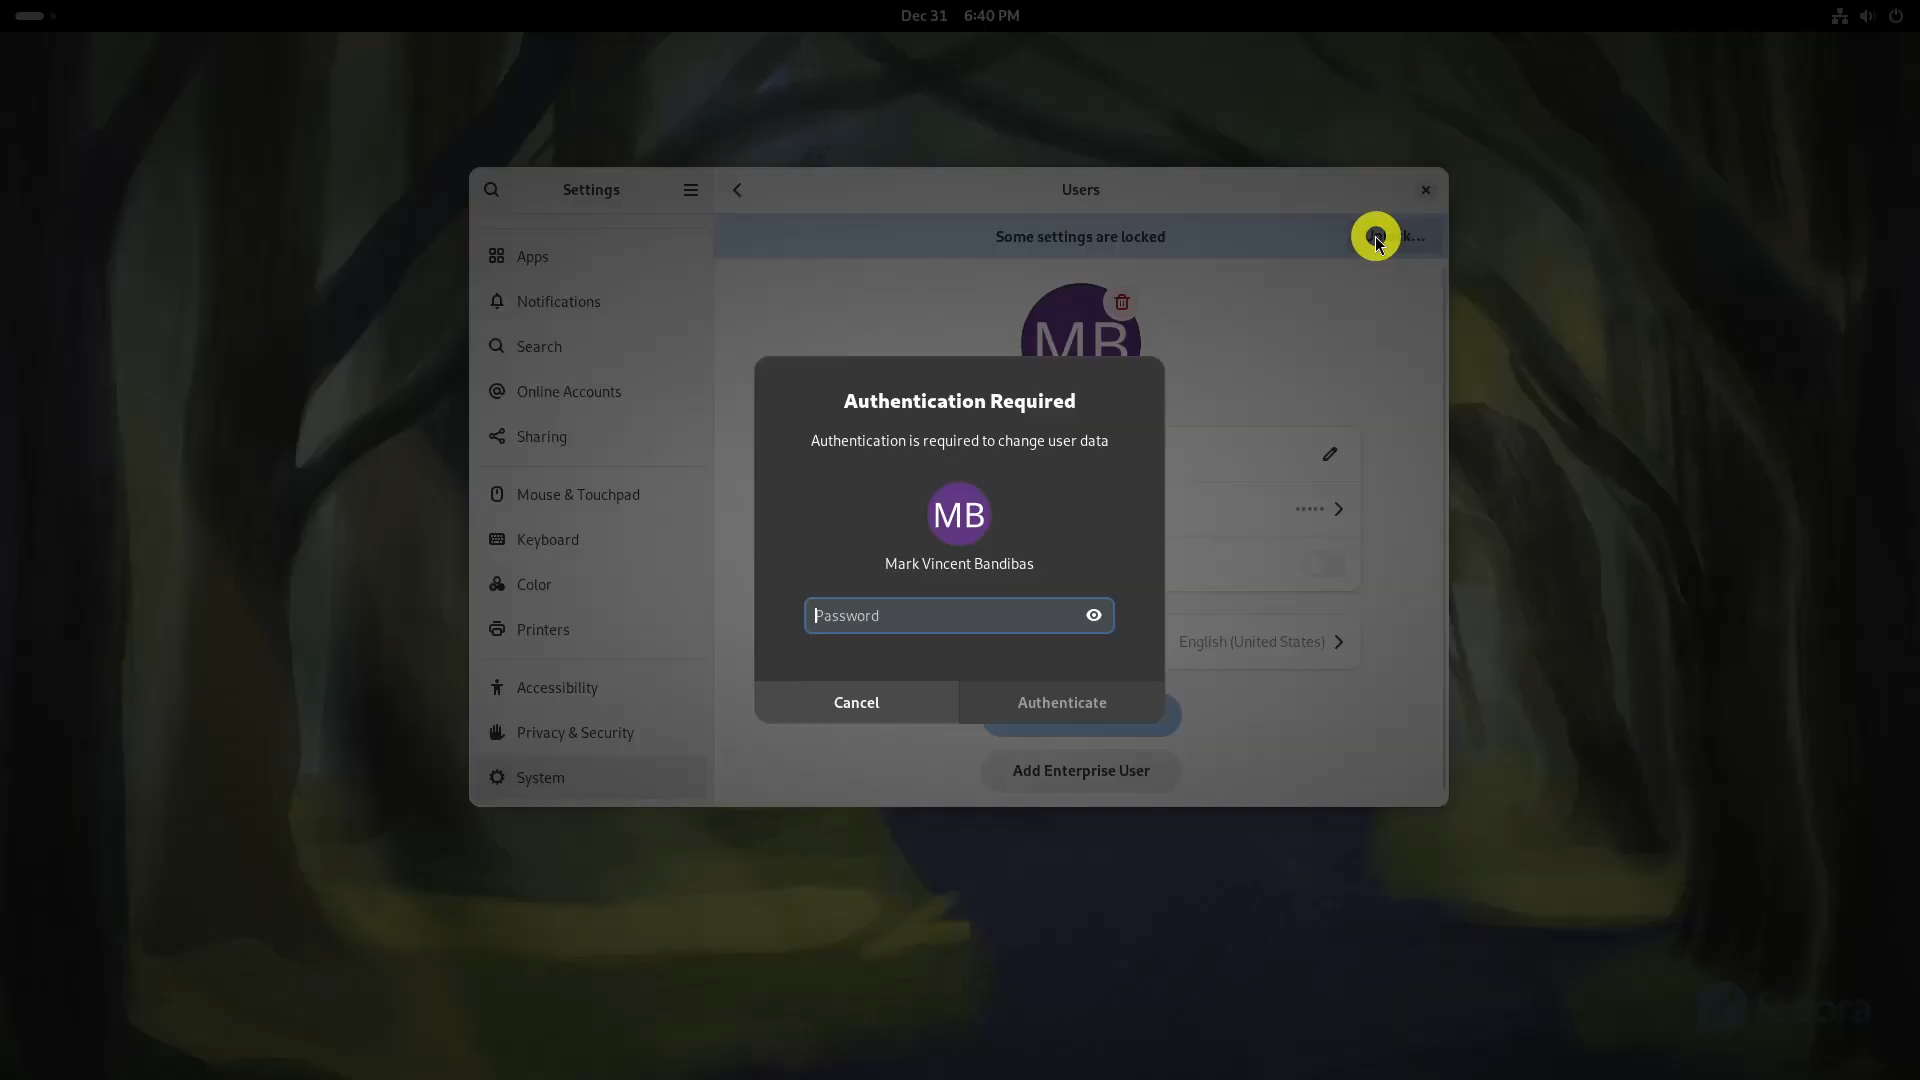 Dec 31 6:40 PM
Settings
Users
Some settings are locked
Apps
Notifications
Search
Online Accounts
Sharing
Mouse & Touchpad
Keyboard
Color
Printers
Accessibility
Privacy & Security
System
MB
Authentication Required
Authentication is required to change user data
MB
Mark Vincent Bandibas
Password
Cancel
Authenticate
English (United States)
Add Enterprise User